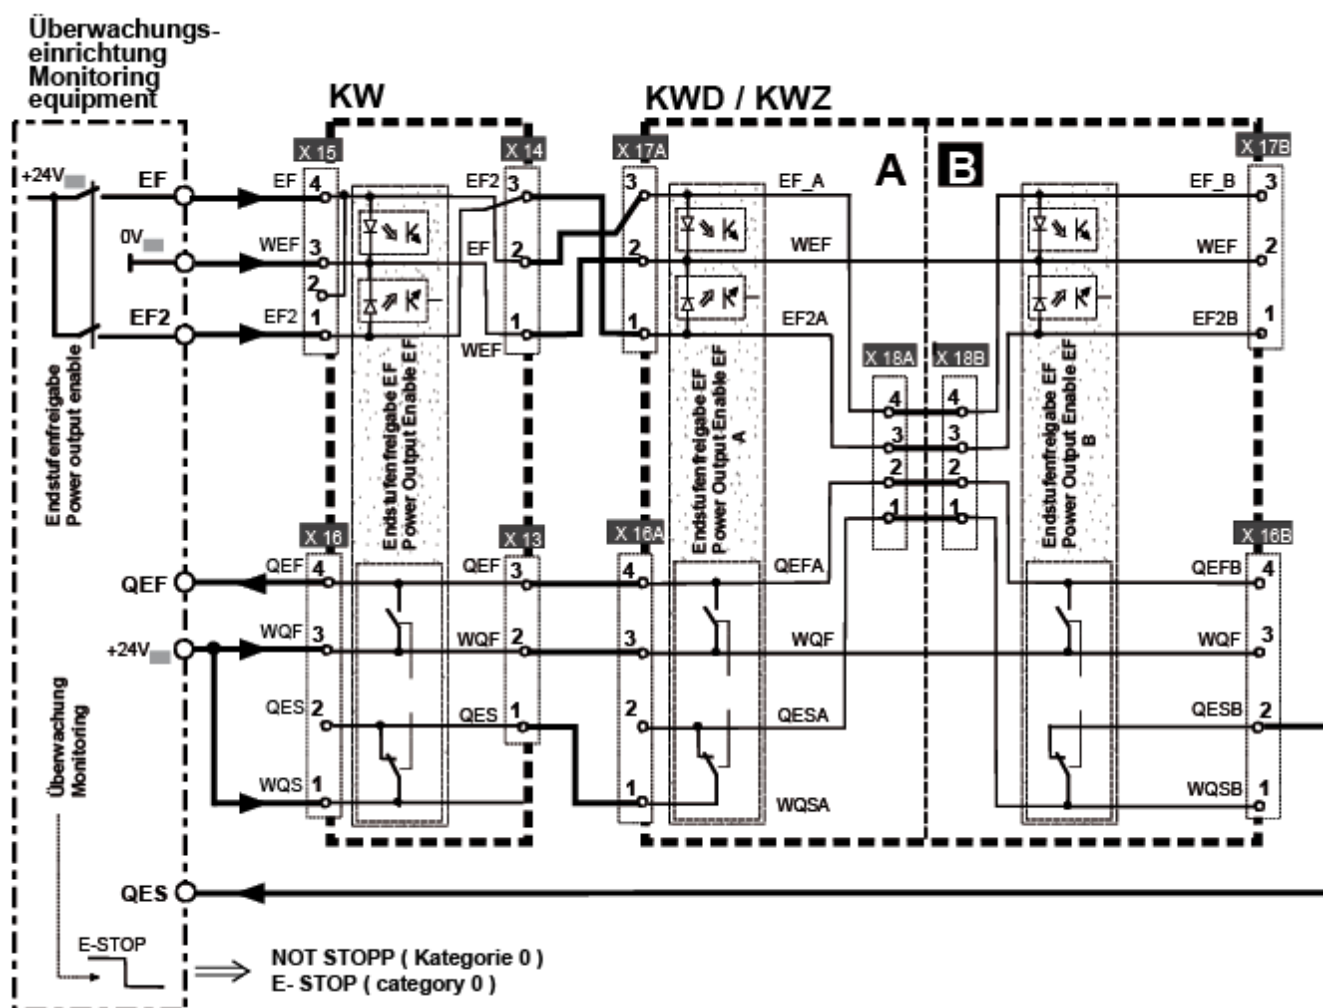 Überwachungs-
einrichtung
Monitoring
equipment
KW
KWD / KWZ
X 15
X 14
X 17A
A
B
X 17B
+24V
EF
EF 4
EF2 3
3 EF_A
EF_B 3
0V
WEF 3
EF 2
2 WEF
WEF 2
2
EF2
EF2 1
1
WEF
1 EF2A
EF2B 1
X 18A
X 18B
4 4
3 3
2 2
1 1
Endstufenfreigabe
Power output enable
Endstufenfreigabe EF
Power Output Enable EF
Endstufenfreigabe EF
Power Output Enable EF
A
Endstufenfreigabe EF
Power Output Enable EF
B
X 16
X 13
X 16A
X 16B
QEF
QEF 4
QEF 3
4 QEFA
QEFB 4
+24V
WQF 3
WQF 2
3 WQF
WQF 3
QES 2
QES 1
2 QESA
QESB 2
WQS 1
1 WQSA
WQSB 1
Überwachung
Monitoring
QES
E-STOP
NOT STOPP ( Kategorie 0 )
E- STOP ( category 0 )